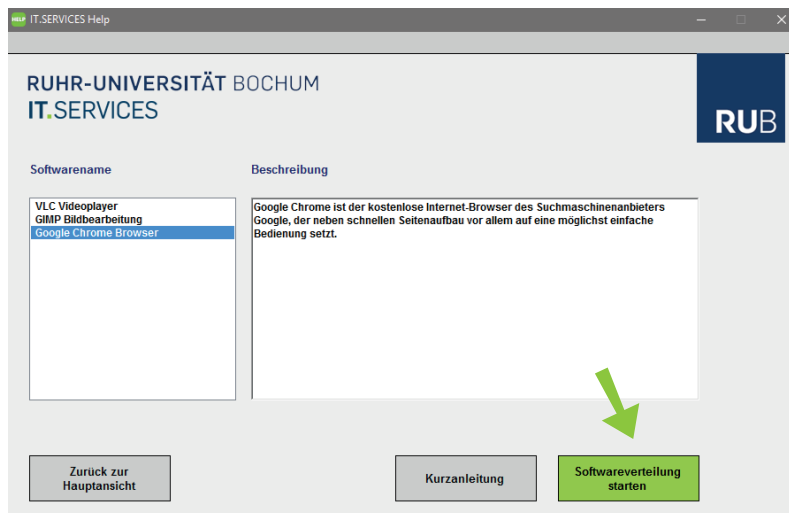 HELP IT.SERVICES Help
RUHR-UNIVERSITÄT BOCHUM
IT.SERVICES
RUB
Softwarename
Beschreibung
VLC Videoplayer
GIMP Bildbearbeitung
Google Chrome Browser
Google Chrome ist der kostenlose Internet-Browser des Suchmaschinenanbieters
Google, der neben schnellen Seitenaufbau vor allem auf eine möglichst einfache
Bedienung setzt.
Zurück zur
Hauptansicht
Kurzanleitung
Softwareverteilung
starten